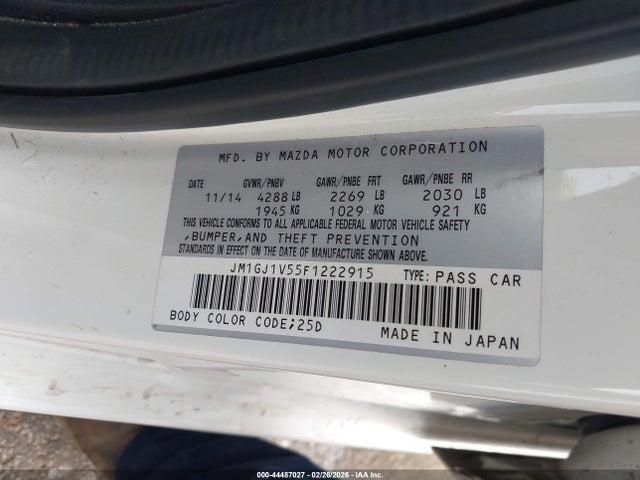 MFD. BY MAZDA MOTOR CORPORATION
GVWR/PNBV GAWR/PNBE FRT GAWR/PNBE RR
11/14 4288 LB 2269 LB 2030 LB
1945 KG 1029 KG 921 KG
THIS VEHICLE CONFORMS TO ALL APPLICABLE FEDERAL MOTOR VEHICLE SAFETY
,BUMPER,AND THEFT PREVENTION
STANDARDS IN EFFECT ON THE DATE OF MANUFACTURE SHOWN ABOVE.
JM1GJ1V55F1222915 TYPE: PASS CAR
BODY COLOR CODE;25D MADE IN JAPAN
000-44487027 - 02/26/2026 - IAAI.COM